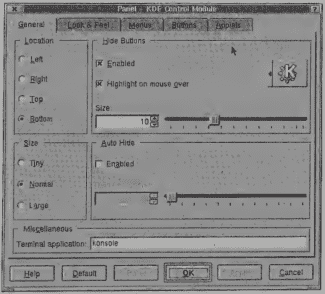 Panel - KDE Control Module
General
Look & Feel
Menus
Buttons
Applets
Location
Left
Right
Top
Bottom
Hide Buttons
Enabled
Highlight on mouse over
Size:
10
Size
Tiny
Normal
Large
Auto Hide
Enabled
Miscellaneous
Terminal application: konsole
Help
Default
OK
Cancel